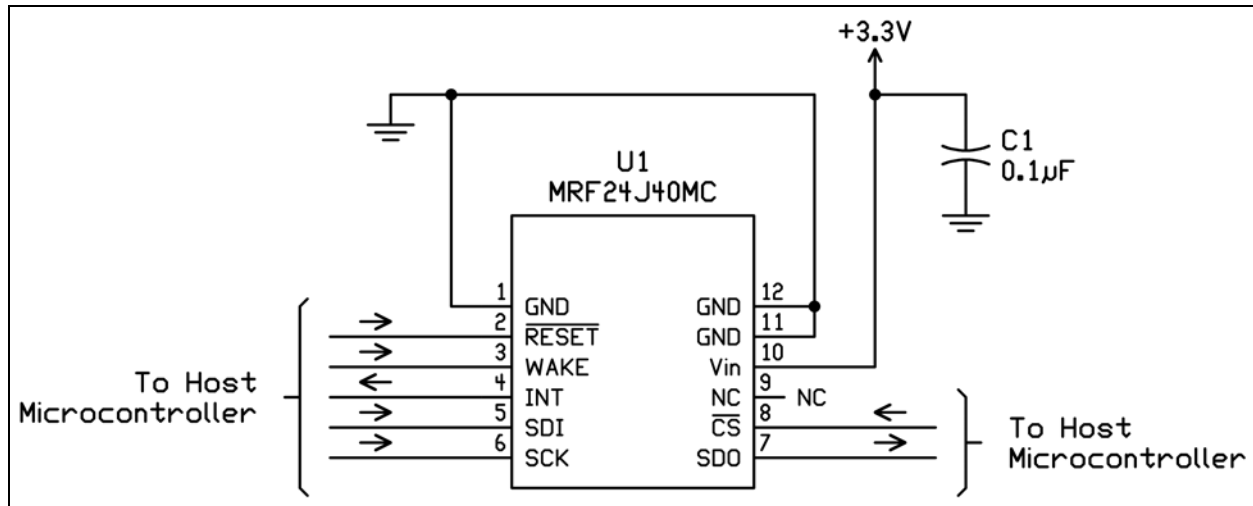 +3.3V
C1
0.1µF
U1
MRF24J40MC
1 GND
2 RESET
3 WAKE
4 INT
5 SDI
6 SCK
GND 12
GND 11
Vin 10
NC 9 NC
CS 8
SDO 7
To Host
Microcontroller
To Host
Microcontroller